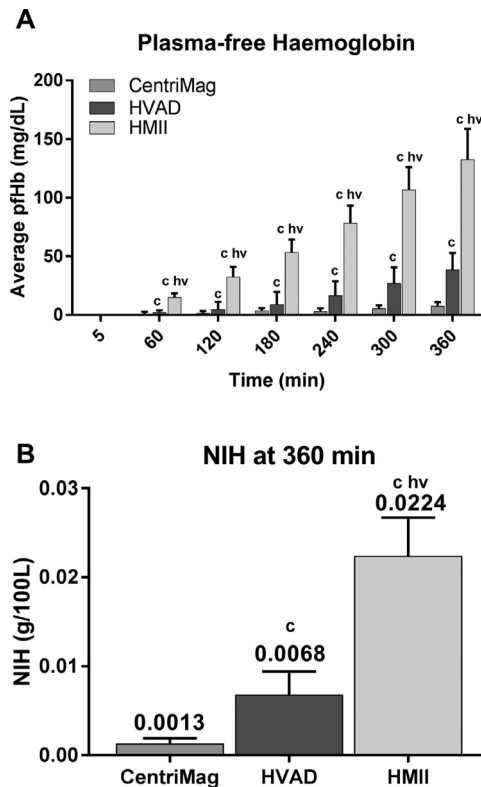 A
Plasma-free Haemoglobin
CentriMag
HVAD
HMII
Average pfHb (mg/dL)
200
150
100
50
0
c
c hv
c
c hv
c
c hv
c
c hv
c
c hv
c
c hv
5
60
120
180
240
300
360
Time (min)
B
NIH at 360 min
NIH (g/100L)
0.03
0.02
0.01
0.00
0.0013
c
0.0068
c hv
0.0224
CentriMag
HVAD
HMII